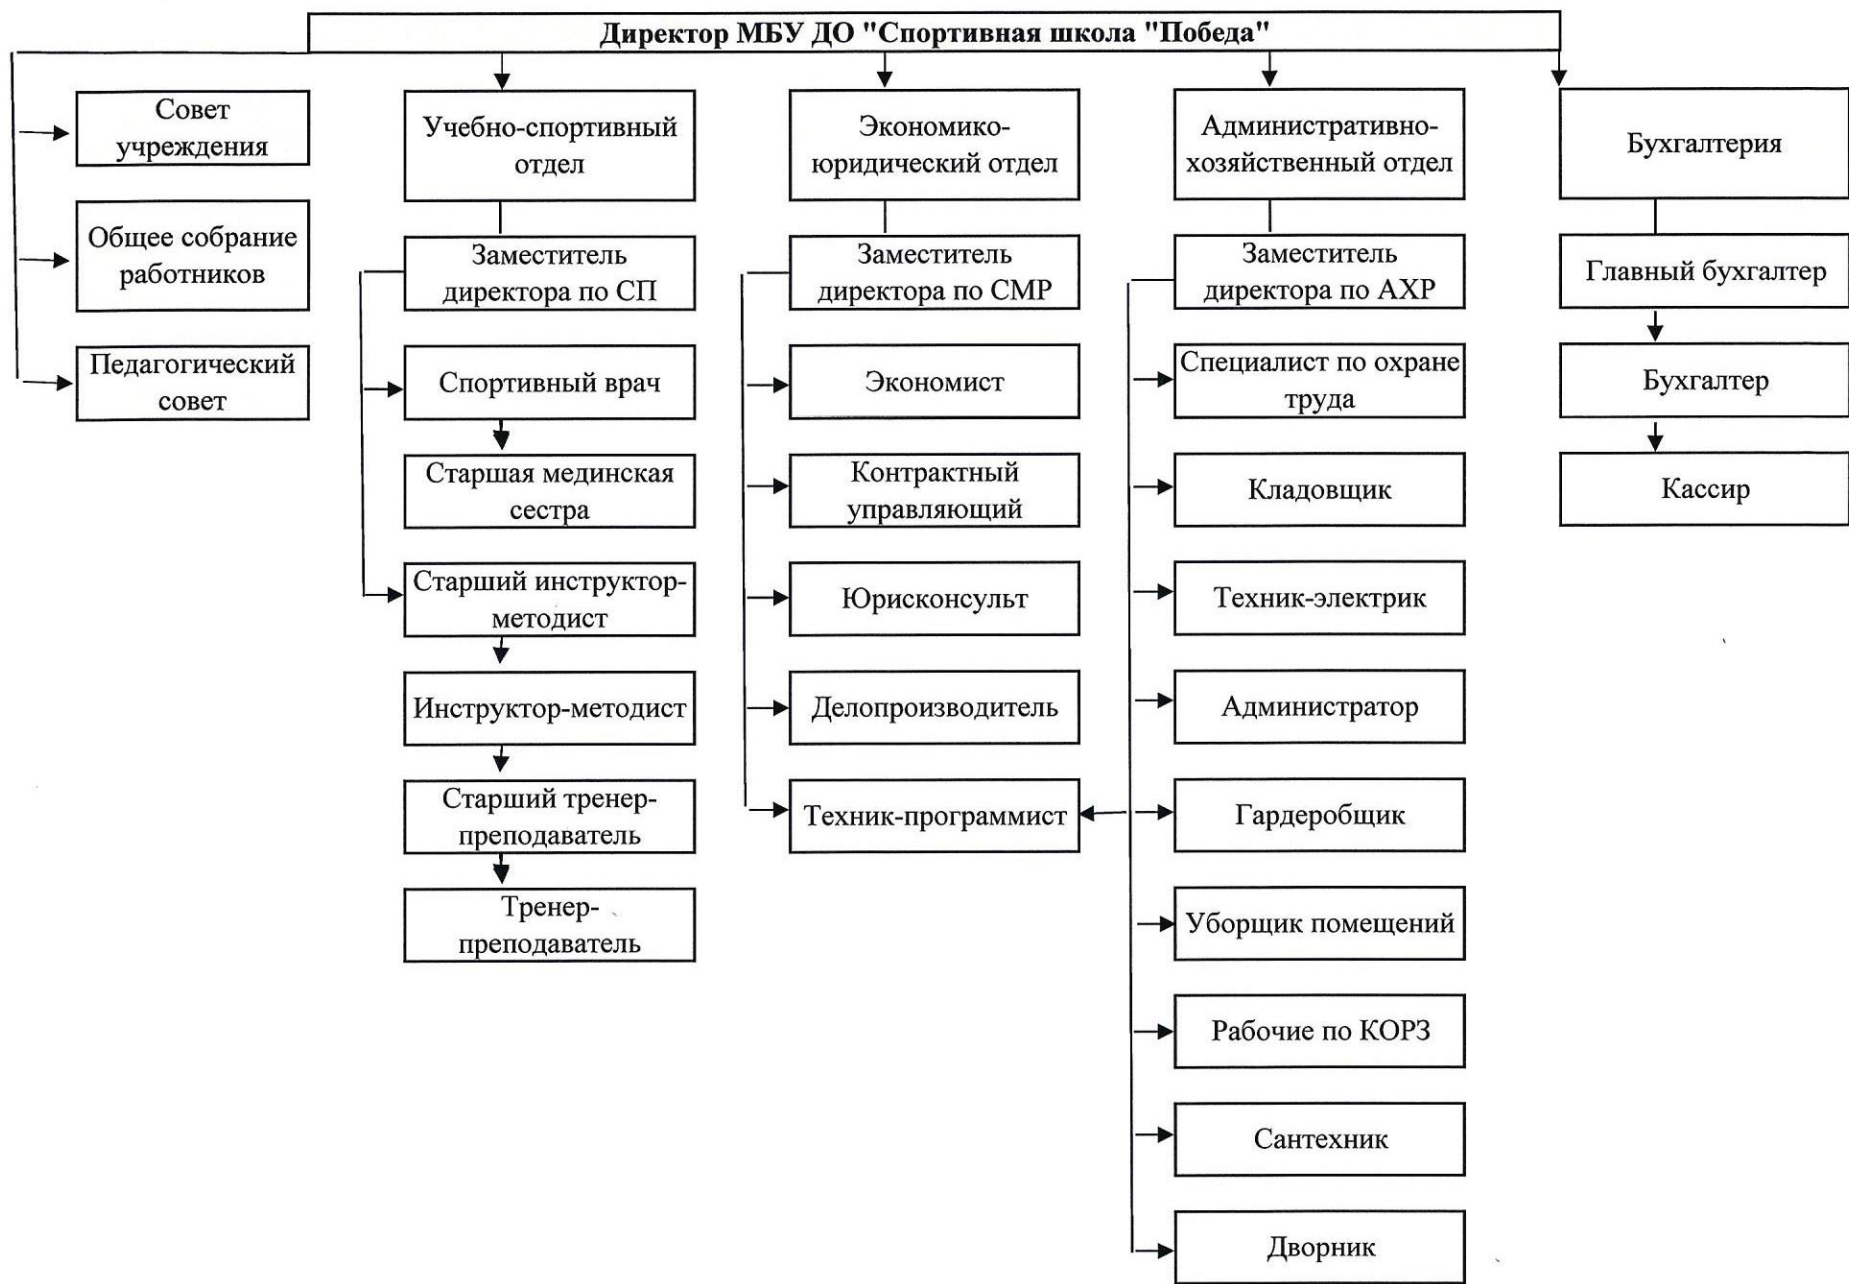 Директор МБУ ДО "Спортивная школа "Победа"
Совет
учреждения
Общее собрание
работников
Педагогический
совет
Учебно-спортивный
отдел
Заместитель
директора по СП
Спортивный врач
Старшая мединская
сестра
Старший инструктор-
методист
Инструктор-методист
Старший тренер-
преподаватель
Тренер-
преподаватель
Экономико-
юридический отдел
Заместитель
директора по СМР
Экономист
Контрактный
управляющий
Юрисконсульт
Делопроизводитель
Техник-программист
Административно-
хозяйственный отдел
Заместитель
директора по АХР
Специалист по охране
труда
Кладовщик
Техник-электрик
Администратор
Гардеробщик
Уборщик помещений
Рабочие по КОРЗ
Сантехник
Дворник
Бухгалтерия
Главный бухгалтер
Бухгалтер
Кассир